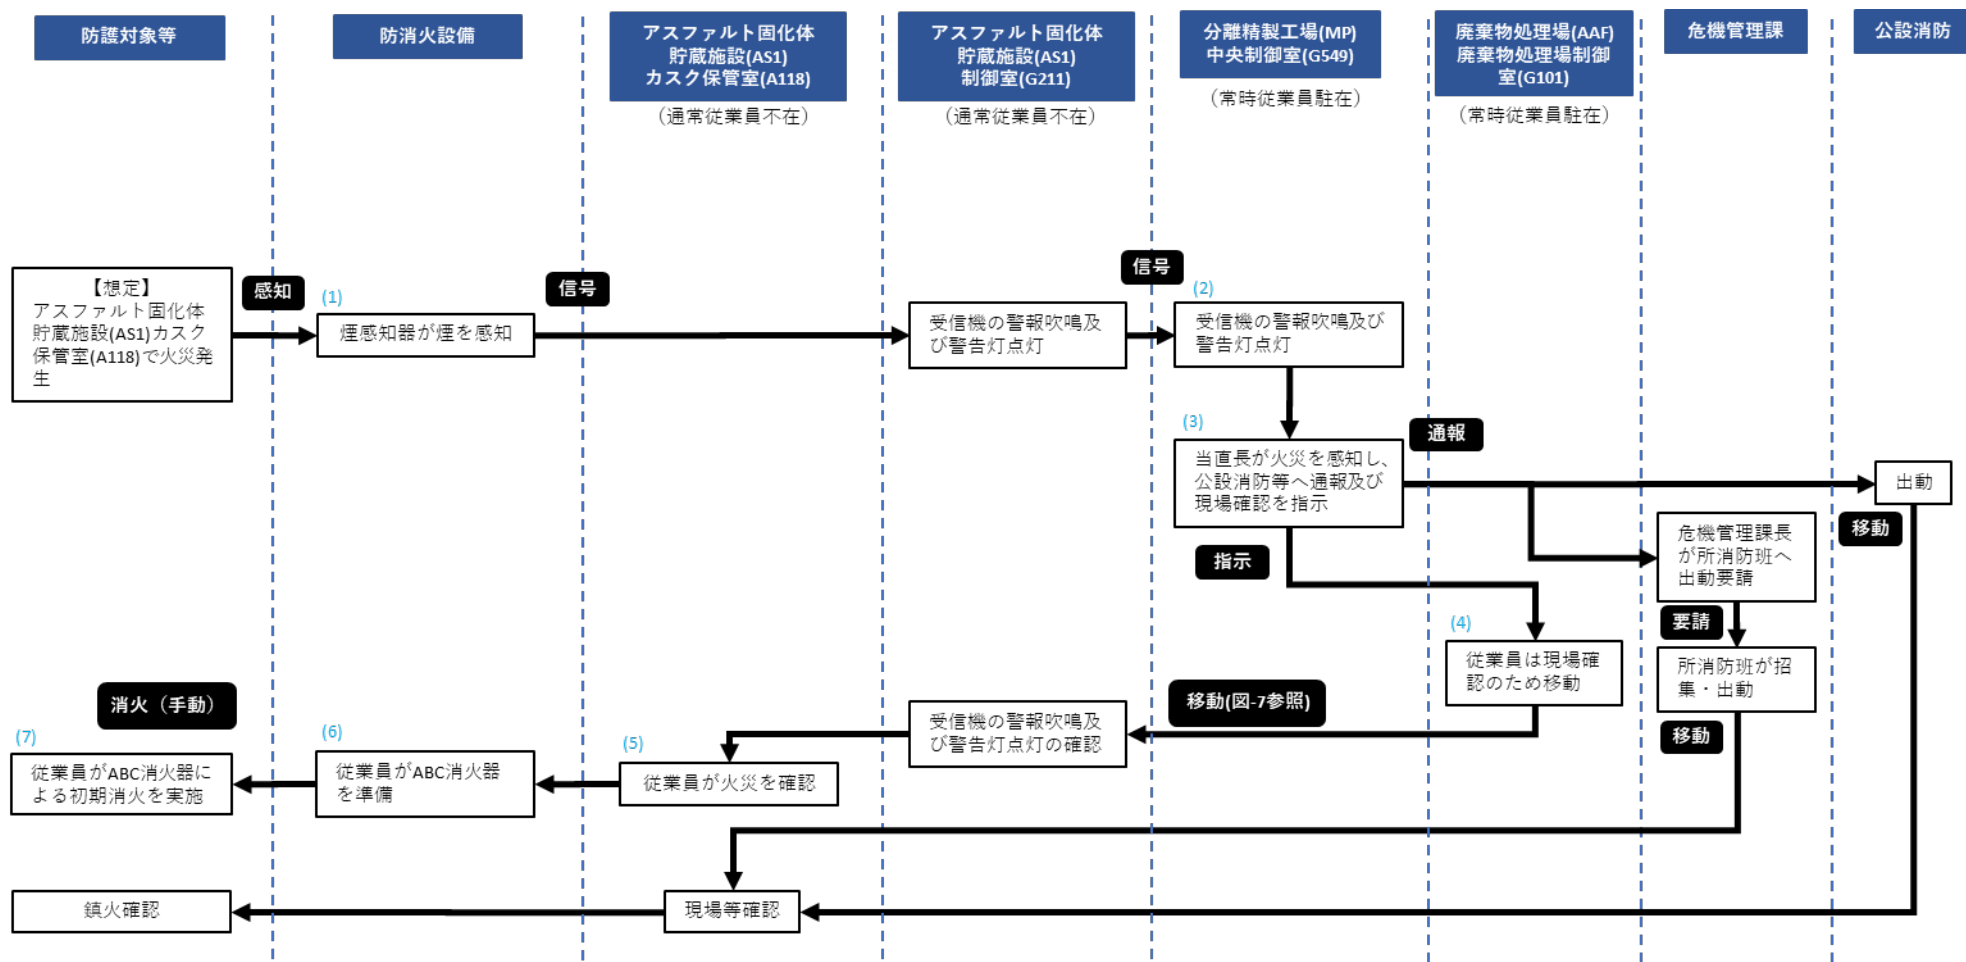 防護対象等
防消火設備
アスファルト固化体
貯蔵施設(AS1)
カスク保管室(A118)
（通常従業員不在）
アスファルト固化体
貯蔵施設(AS1)
制御室(G211)
（通常従業員不在）
分離精製工場(MP)
中央制御室(G549)
（常時従業員駐在）
廃棄物処理場(AAF)
廃棄物処理場制御
室(G101)
（常時従業員駐在）
危機管理課
公設消防
【想定】
アスファルト固化体
貯蔵施設(AS1)カスク
保管室(A118)で火災発
生
感知
(1)
煙感知器が煙を感知
信号
受信機の警報吹鳴及
び警告灯点灯
信号
(2)
受信機の警報吹鳴及び
警告灯点灯
(3)
当直長が火災を感知し、
公設消防等へ通報及び
現場確認を指示
通報
出動
移動
危機管理課長
が所消防班へ
出動要請
指示
要請
(4)
従業員は現場確
認のため移動
所消防班が招
集・出動
移動
移動(図-7参照)
受信機の警報吹鳴及
び警告灯点灯の確認
(5)
従業員が火災を確認
(6)
従業員がABC消火器
を準備
消火（手動）
(7)
従業員がABC消火器に
よる初期消火を実施
現場等確認
鎮火確認